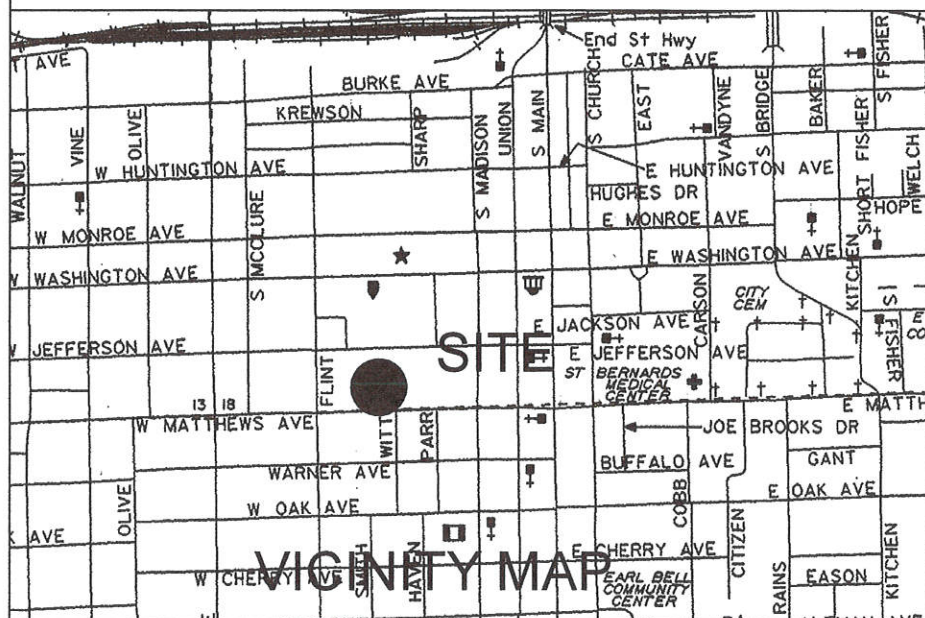 End St Hwy
CATE AVE
T AVE
BURKE AVE
KREWSON
WALNUT
VINE
OLIVE
SHARP
S MADISON
UNION
S MAIN
S CHURCH
EAST
VANDYNE
S BRIDGE
BAKER
S FISHER
SHORT FISHER
WELCH
W HUNTINGTON AVE
E HUNTINGTON AVE
HUGHES DR
HOPE
W MONROE AVE
E MONROE AVE
S MCCLURE
W WASHINGTON AVE
E WASHINGTON AVE
KITCHEN
CARSON
CITY
CEM
S FISHER
E
E JACKSON AVE
SITE
W JEFFERSON AVE
E JEFFERSON AVE
ST BERNARDS
MEDICAL
CENTER
FLINT
13 18
W MATTHEWS AVE
E MATTH
WITT
PARR
JOE BROOKS DR
WARNER AVE
BUFFALO AVE
GANT
W OAK AVE
E OAK AVE
OLIVE
COBB
CITIZEN
K AVE
VICINITY MAP
W CHERRY AVE
SMITH
HAVEN
E CHERRY AVE
EARL BELL
COMMUNITY
CENTER
RAINS
EASON
KITCHEN